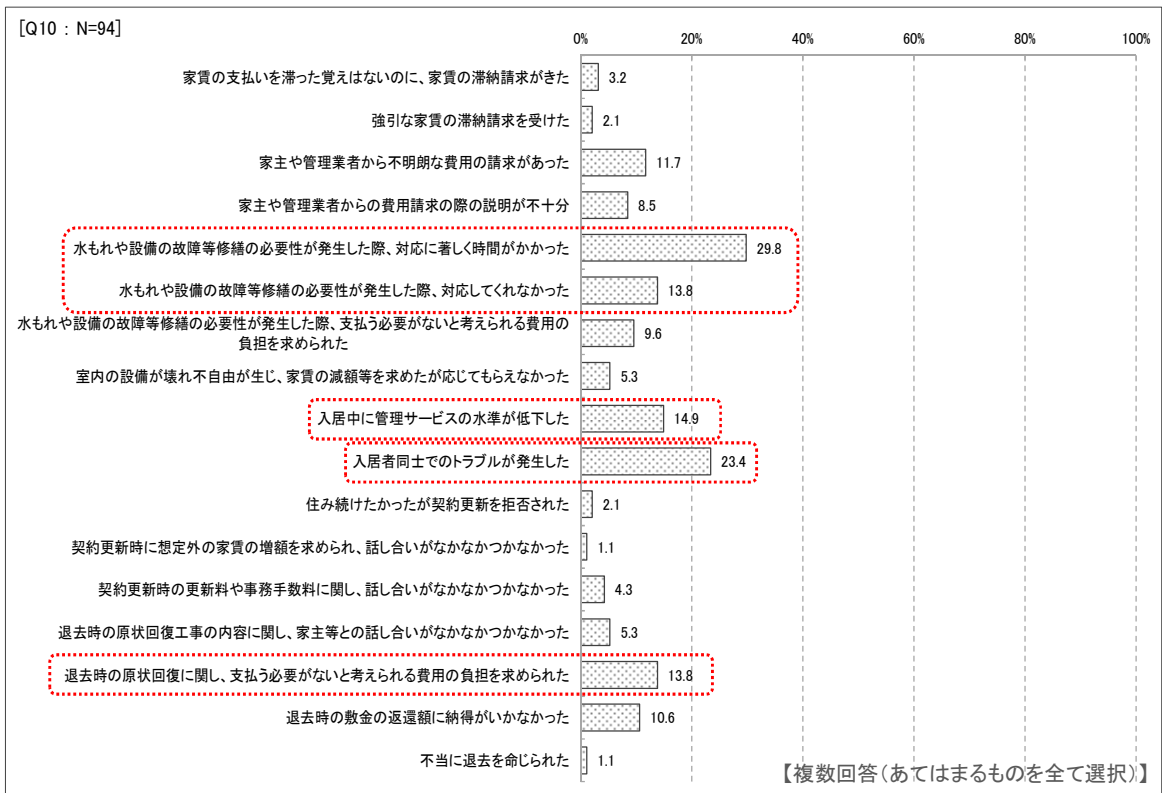 [Q10 : N=94]
0% 20% 40% 60% 80% 100%
家賃の支払いを滞った覚えはないのに、家賃の滞納請求がきた 3.2
強引な家賃の滞納請求を受けた 2.1
家主や管理業者から不明朗な費用の請求があった 11.7
家主や管理業者からの費用請求の際の説明が不十分 8.5
水もれや設備の故障等修繕の必要性が発生した際、対応に著しく時間がかかった 29.8
水もれや設備の故障等修繕の必要性が発生した際、対応してくれなかった 13.8
水もれや設備の故障等修繕の必要性が発生した際、支払う必要がないと考えられる費用の
負担を求められた 9.6
室内の設備が壊れ不自由が生じ、家賃の減額等を求めたが応じてもらえなかった 5.3
入居中に管理サービスの水準が低下した 14.9
入居者同士でのトラブルが発生した 23.4
住み続けたかったが契約更新を拒否された 2.1
契約更新時に想定外の家賃の増額を求められ、話し合いがなかなかつかなかった 1.1
契約更新時の更新料や事務手数料に関し、話し合いがなかなかつかなかった 4.3
退去時の原状回復工事の内容に関し、家主等との話し合いがなかなかつかなかった 5.3
退去時の原状回復に関し、支払う必要がないと考えられる費用の負担を求められた 13.8
退去時の敷金の返還額に納得がいかなかった 10.6
不当に退去を命じられた 1.1
【複数回答(あてはまるものを全て選択)】